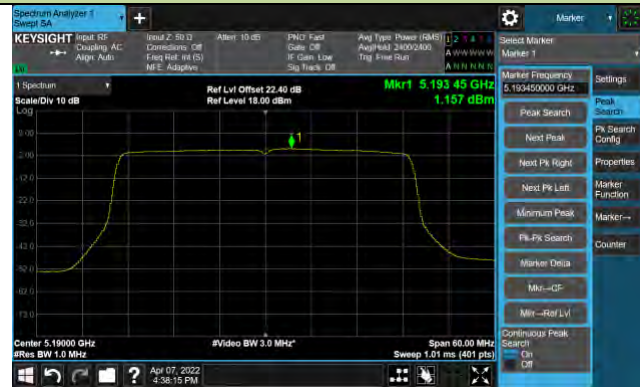 Spectrum Analyzer 1
Swept SA
+
Marker
KEYSIGHT
Input: RF
Coupling: AC
Align: Auto
Input Z: 50 Ω
Corrections: Off
Freq Ref: Int (S)
NFE: Adaptive
Atten: 10 dB
PNO: Fast
Gate: Off
IF Gain: Low
Sig Track: Off
Avg Type: Power (RMS)
Avg|Hold: 2400/2400
Trig: Free Run
A W W W W W
A N N N N N
Select Marker
Marker 1
1 Spectrum
Scale/Div 10 dB
Log
Ref Lvl Offset 22.40 dB
Ref Level 18.00 dBm
Mkr1 5.193 45 GHz
1.157 dBm
1
8.00
-2.00
-12.0
-22.0
-32.0
-42.0
-52.0
-62.0
-72.0
Center 5.19000 GHz
#Res BW 1.0 MHz
#Video BW 3.0 MHz*
Span 60.00 MHz
Sweep 1.01 ms (401 pts)
Marker Frequency
5.193450000 GHz
Peak Search
Next Peak
Next Pk Right
Next Pk Left
Minimum Peak
Pk-Pk Search
Marker Delta
Mkr→CF
Mkr→Ref Lvl
Continuous Peak
Search
On
Off
Settings
Peak
Search
Pk Search
Config
Properties
Marker
Function
Marker→
Counter
?
Apr 07, 2022
4:38:15 PM